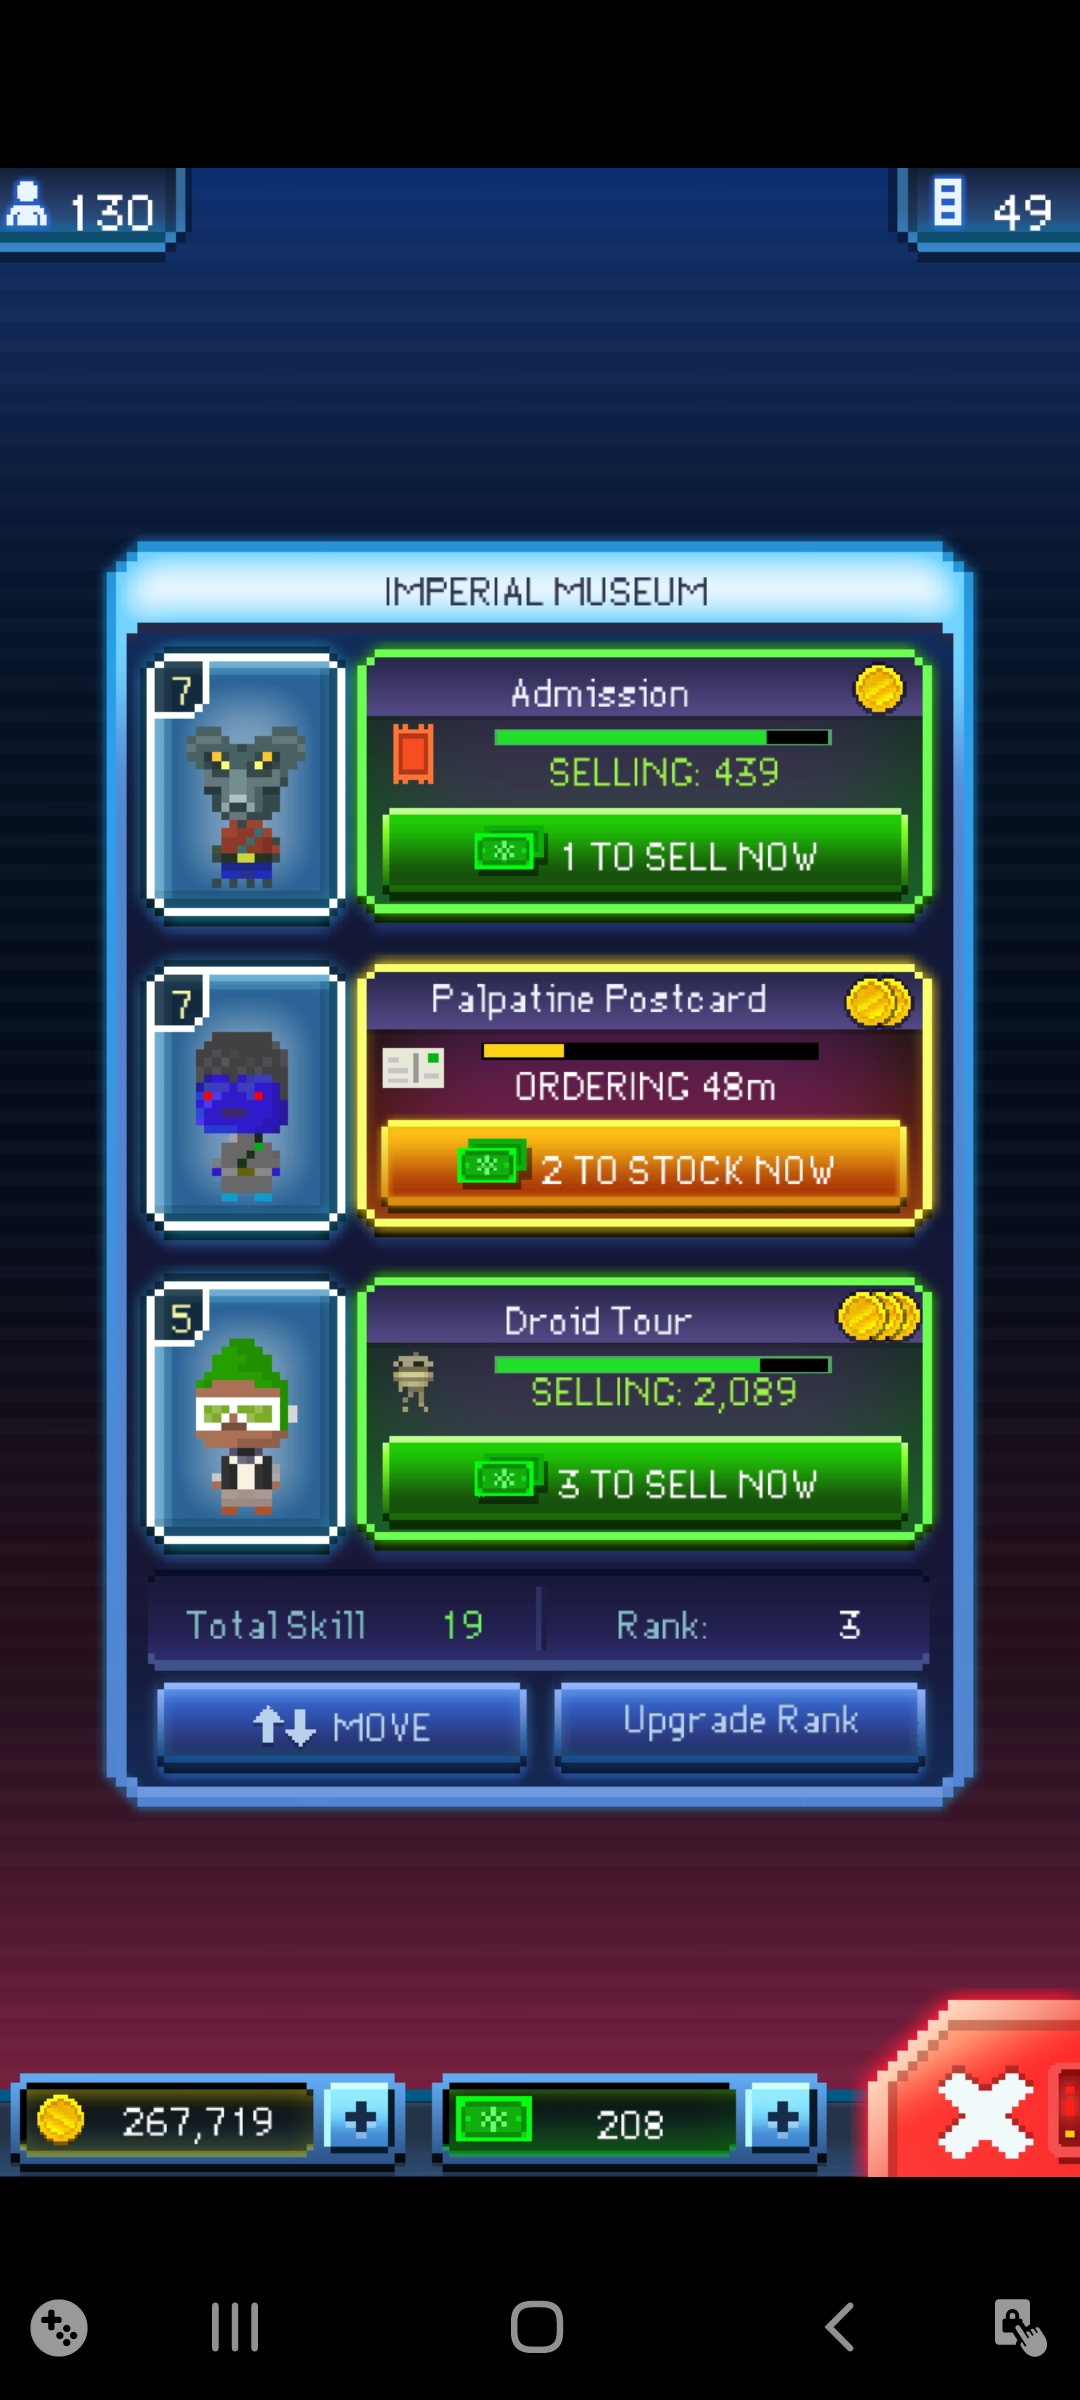 130
49
IMPERIAL MUSEUM
7
Admission
SELLING: 439
1 TO SELL NOW
7
Palpatine Postcard
ORDERING 48m
2 TO STOCK NOW
5
Droid Tour
SELLING: 2,089
3 TO SELL NOW
Total Skill 19 Rank: 3
MOVE Upgrade Rank
267,719 + 208 +